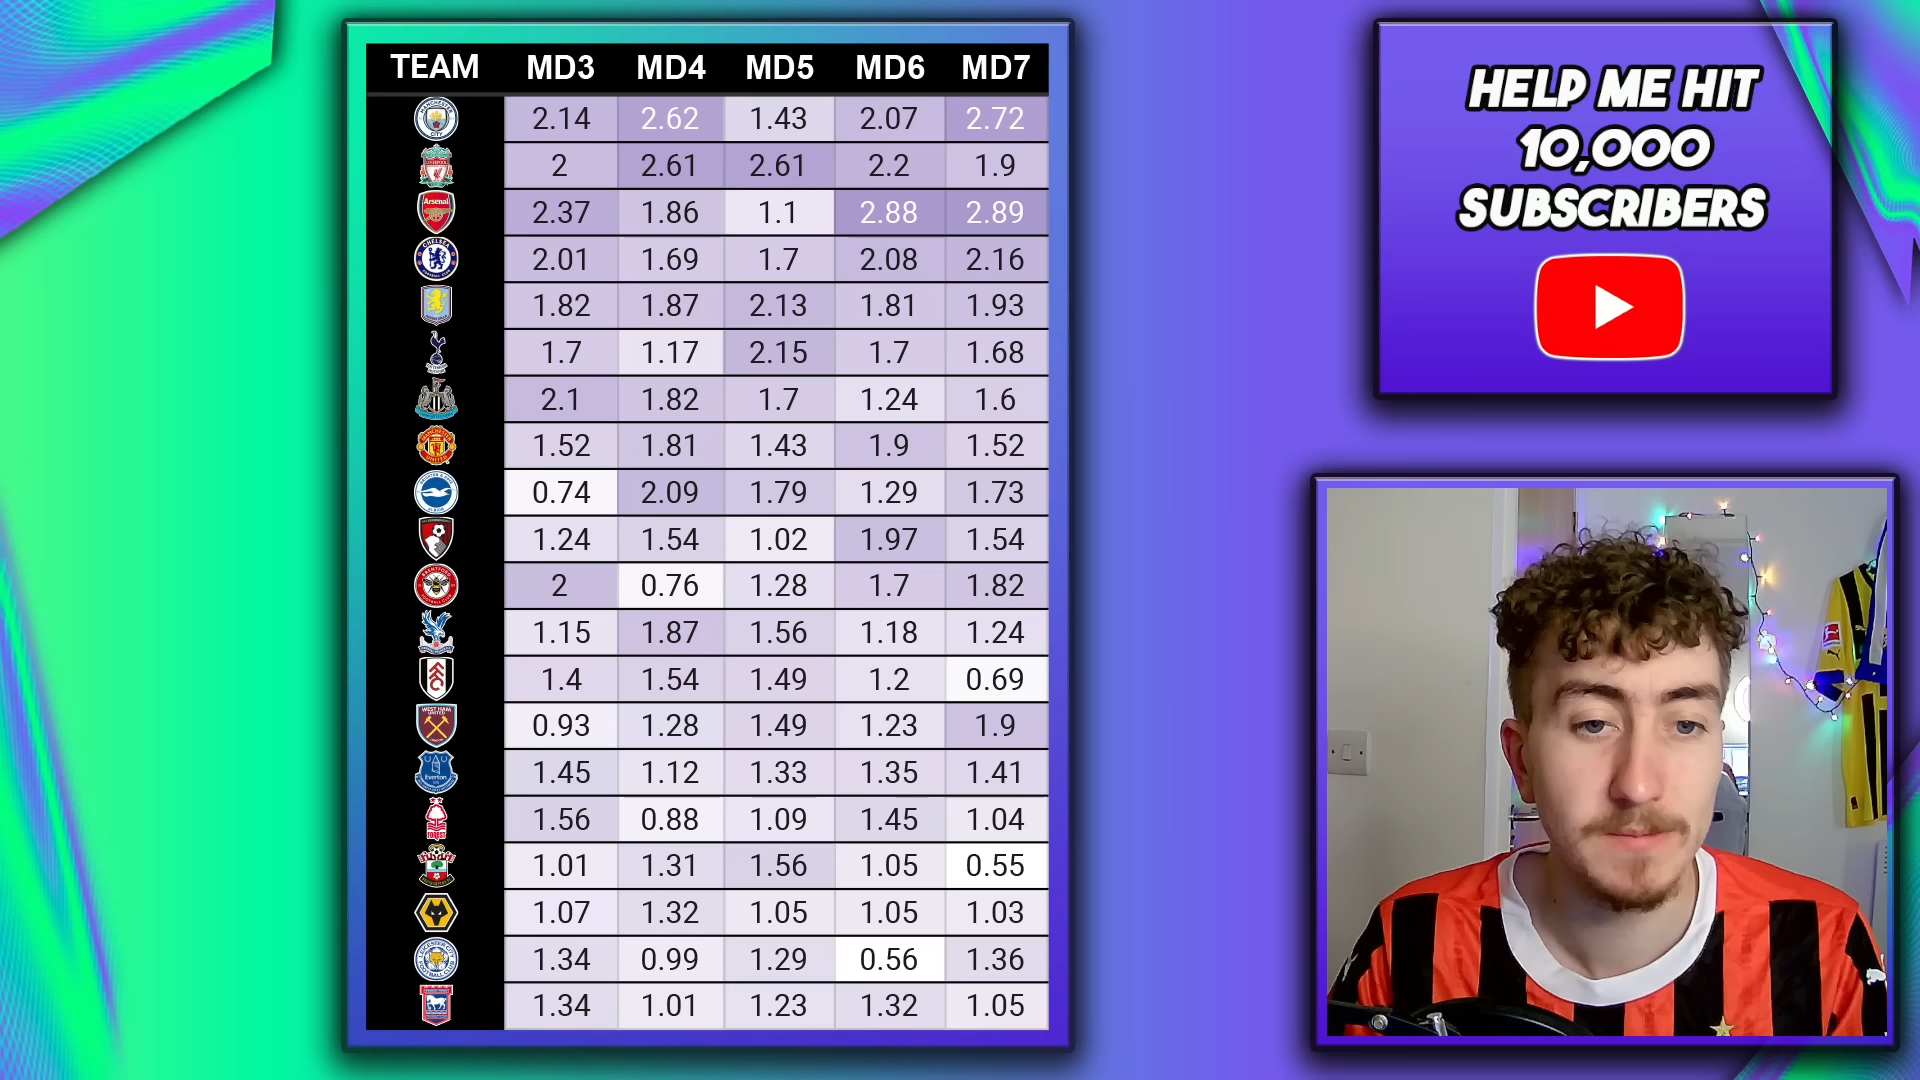 TEAM MD3 MD4 MD5 MD6 MD7
2.14 2.62 1.43 2.07 2.72
2 2.61 2.61 2.2 1.9
Arsenal 2.37 1.86 1.1 2.88 2.89
2.01 1.69 1.7 2.08 2.16
1.82 1.87 2.13 1.81 1.93
1.7 1.17 2.15 1.7 1.68
2.1 1.82 1.7 1.24 1.6
1.52 1.81 1.43 1.9 1.52
0.74 2.09 1.79 1.29 1.73
1.24 1.54 1.02 1.97 1.54
2 0.76 1.28 1.7 1.82
1.15 1.87 1.56 1.18 1.24
1.4 1.54 1.49 1.2 0.69
WEST HAM UNITED 0.93 1.28 1.49 1.23 1.9
Everton 1.45 1.12 1.33 1.35 1.41
FOREST 1.56 0.88 1.09 1.45 1.04
1.01 1.31 1.56 1.05 0.55
1.07 1.32 1.05 1.05 1.03
1.34 0.99 1.29 0.56 1.36
1.34 1.01 1.23 1.32 1.05
HELP ME HIT
10,000
SUBSCRIBERS